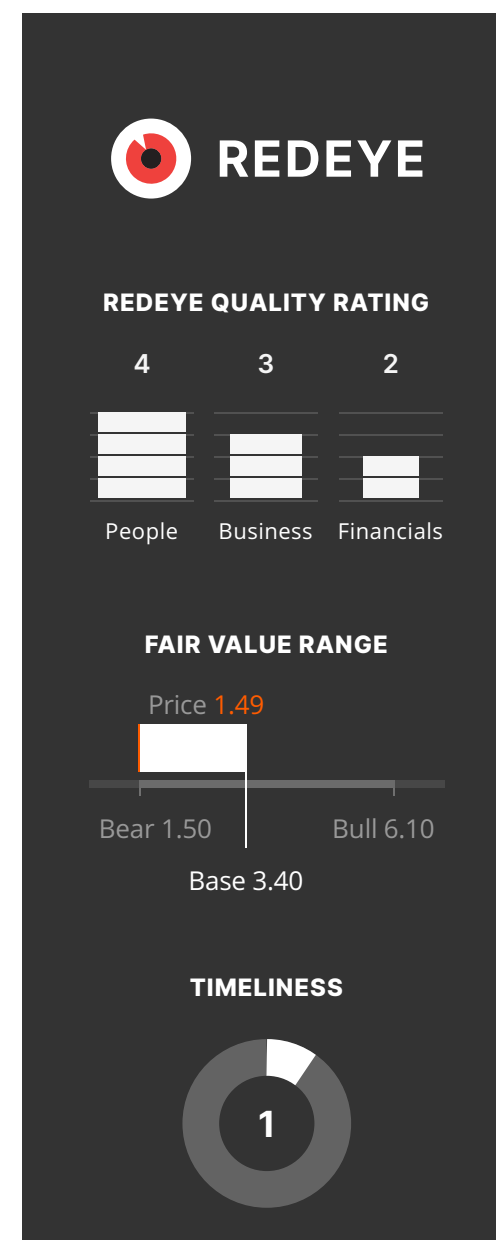 REDEYE
REDEYE QUALITY RATING
4 3 2
People Business Financials
FAIR VALUE RANGE
Price 1.49
Bear 1.50 Bull 6.10
Base 3.40
TIMELINESS
1